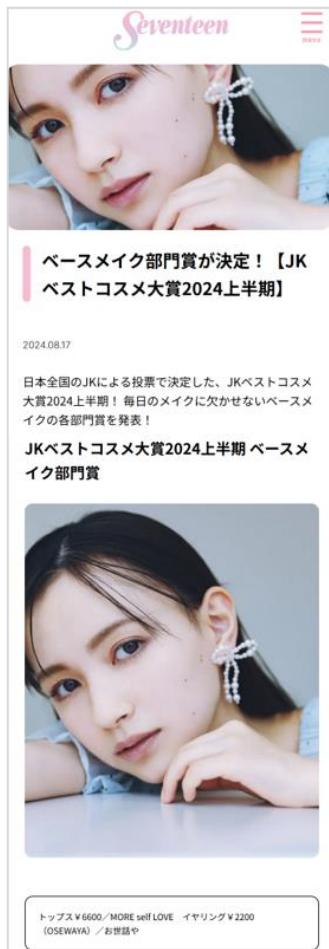 Seventeen
ベースメイク部門賞が決定！【JK
ベストコスメ大賞2024上半期】
2024.08.17
日本全国のJKによる投票で決定した、JKベストコスメ
大賞2024上半期！ 毎日のメイクに欠かせないベースメ
イクの各部門賞を発表！
JKベストコスメ大賞2024上半期 ベースメ
イク部門賞
トップス￥6600／MORE self LOVE　イヤリング￥2200
（OSEWAYA）／お世話や